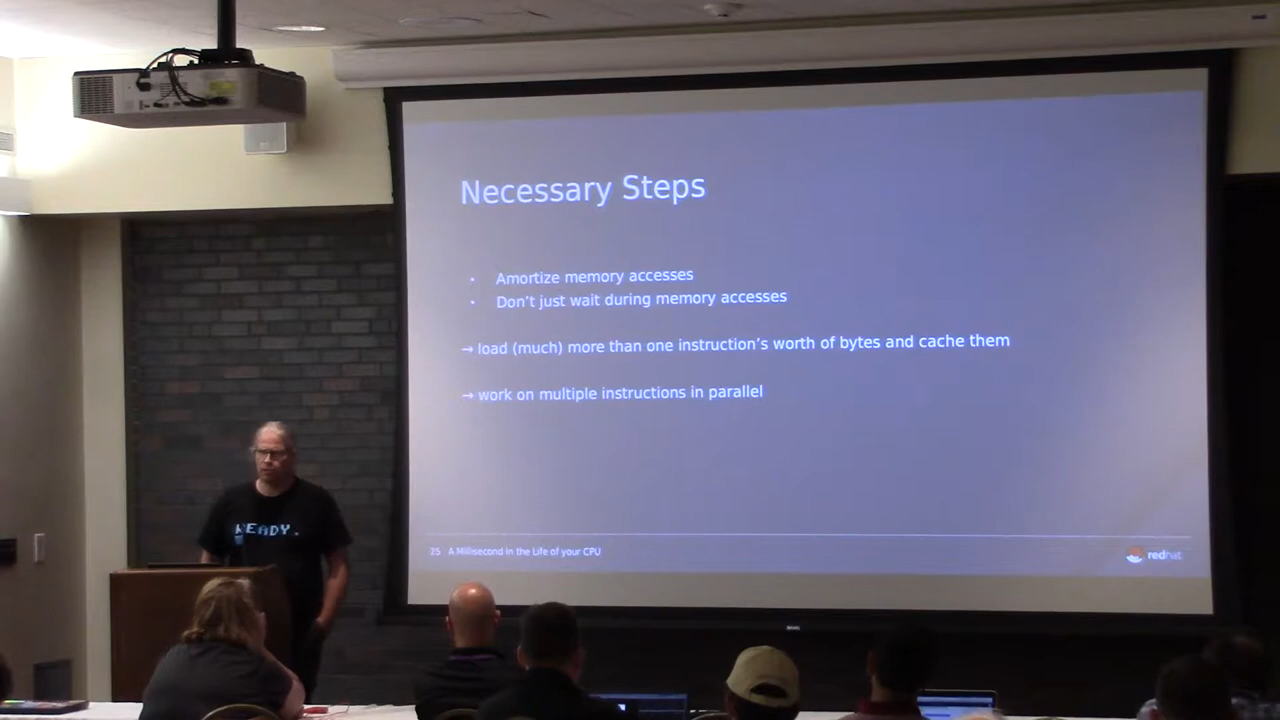 Necessary Steps
• Amortize memory accesses
• Don't just wait during memory accesses
→ load (much) more than one instruction's worth of bytes and cache them
→ work on multiple instructions in parallel
READY.
25 A Millisecond in the Life of your CPU
redhat